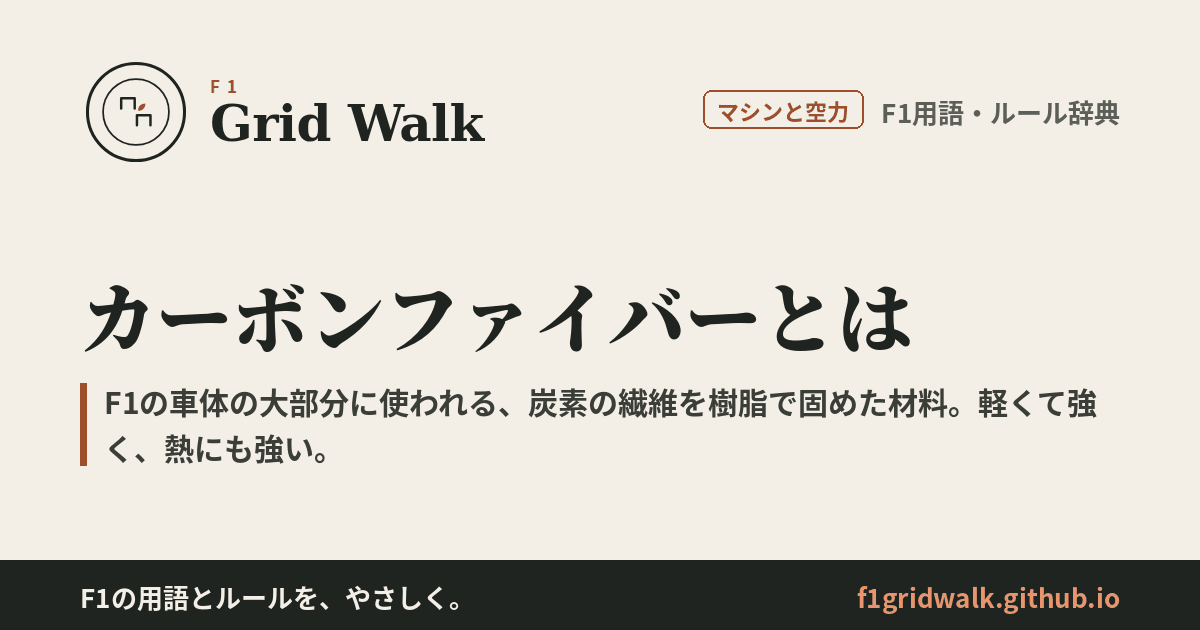 F1
Grid Walk
マシンと空力
F1用語・ルール辞典
カーボンファイバーとは
F1の車体の大部分に使われる、炭素の繊維を樹脂で固めた材料。軽くて強
く、熱にも強い。
F1の用語とルールを、やさしく。
f1gridwalk.github.io